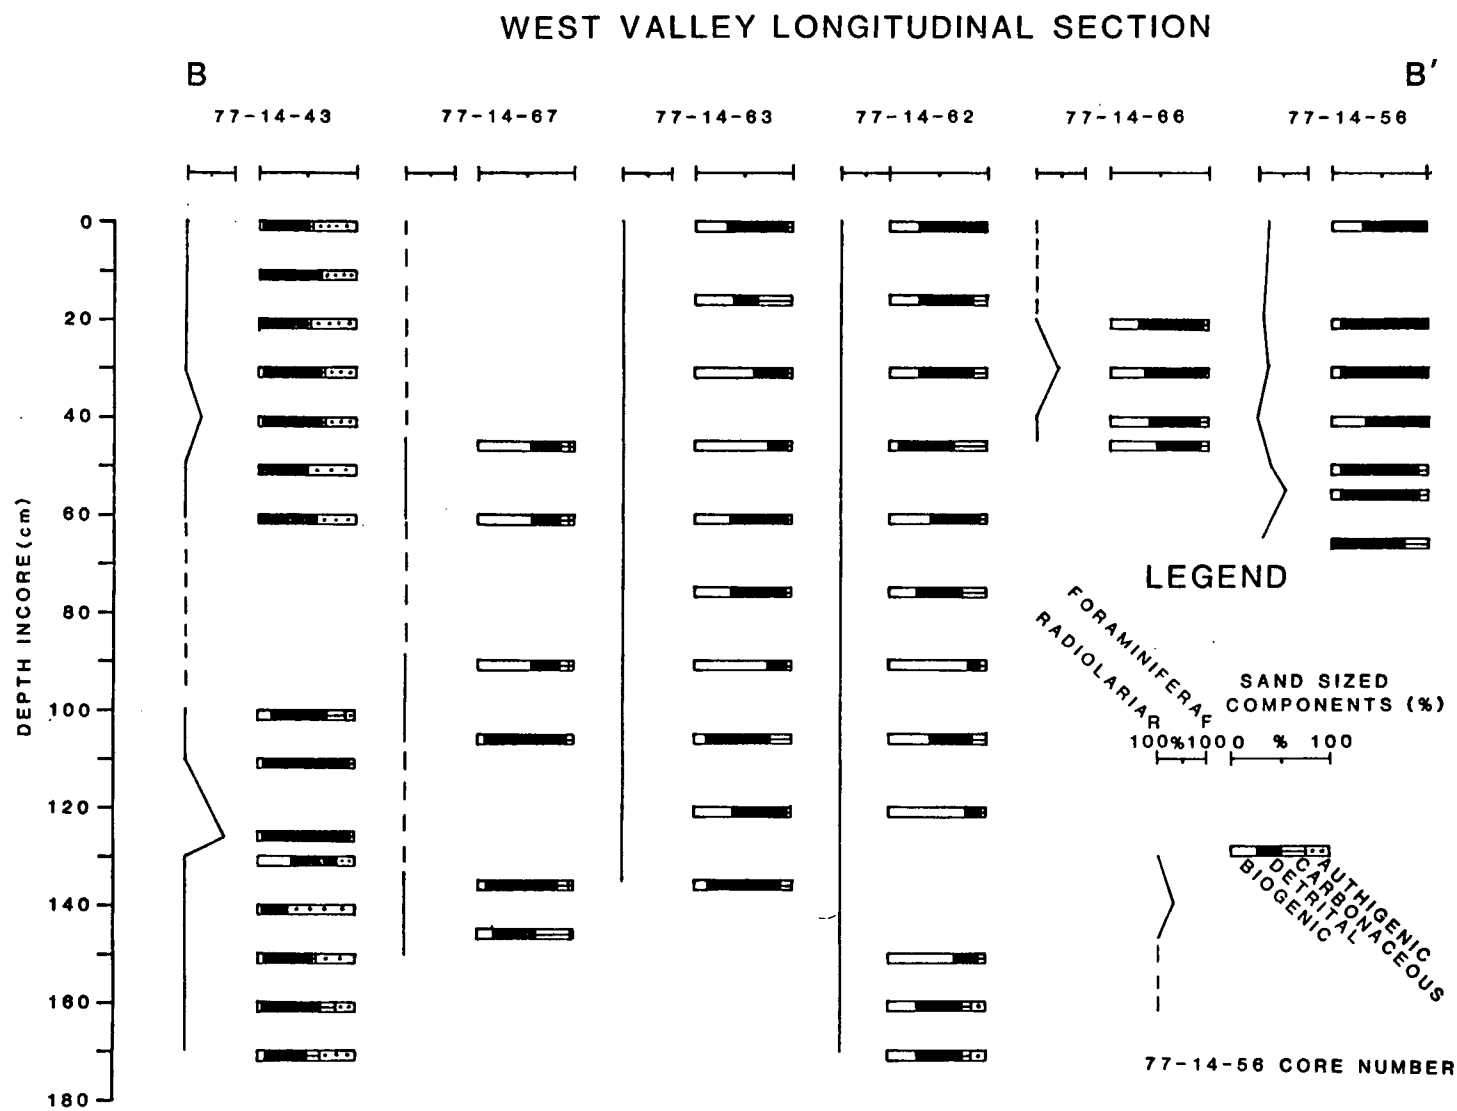 WEST VALLEY LONGITUDINAL SECTION
B B'
77-14-43 77-14-67 77-14-63 77-14-62 77-14-66 77-14-56
DEPTH INCORE(cm)
0
20
40
60
80
100
120
140
160
180
LEGEND
FORAMINIFERA
RADIOLARIA
R F
100%100
SAND SIZED
COMPONENTS (%)
0 % 100
AUTHIGENIC
CARBONACEOUS
DETRITAL
BIOGENIC
77-14-56 CORE NUMBER